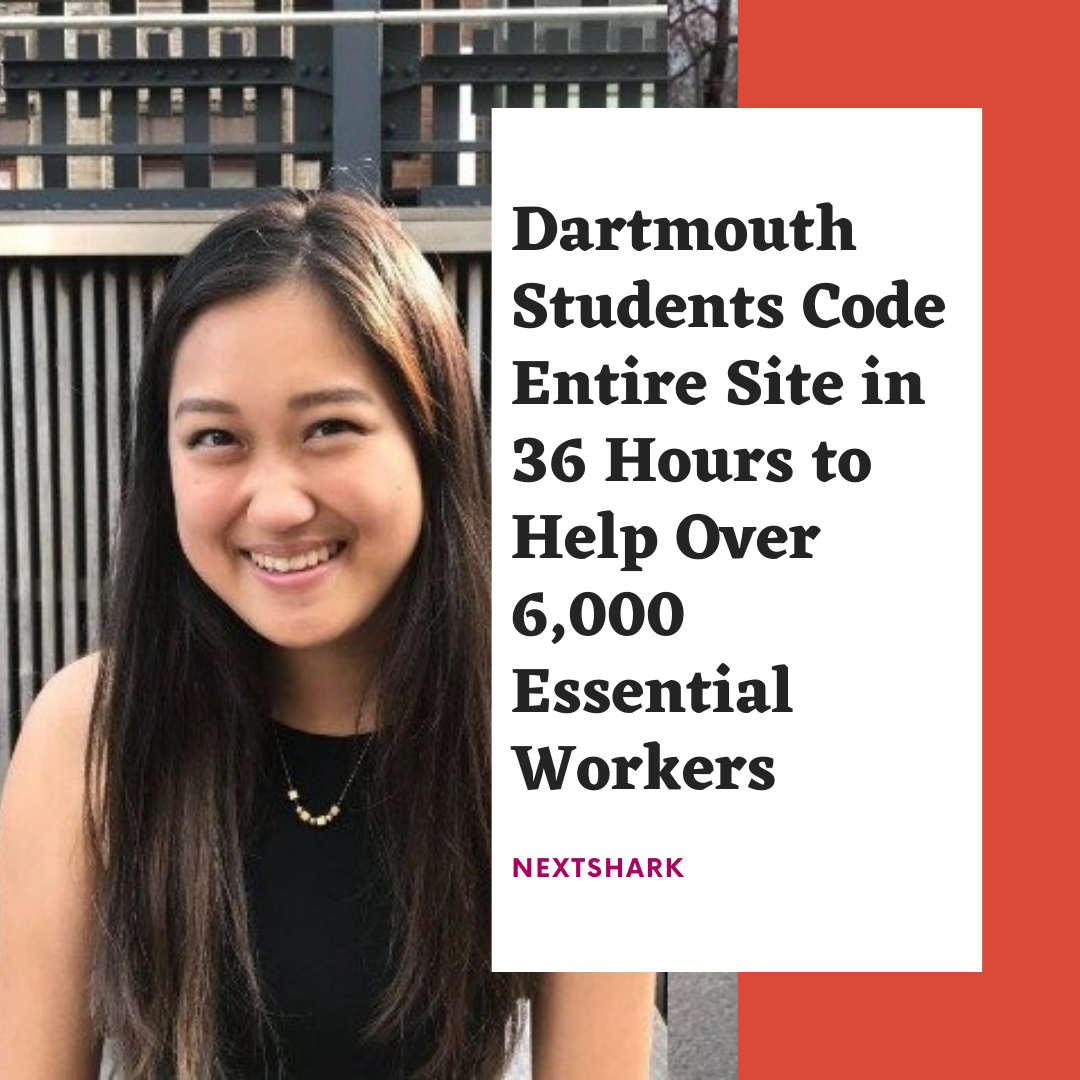 Dartmouth
Students Code
Entire Site in
36 Hours to
Help Over
6,000
Essential
Workers
NEXTSHARK